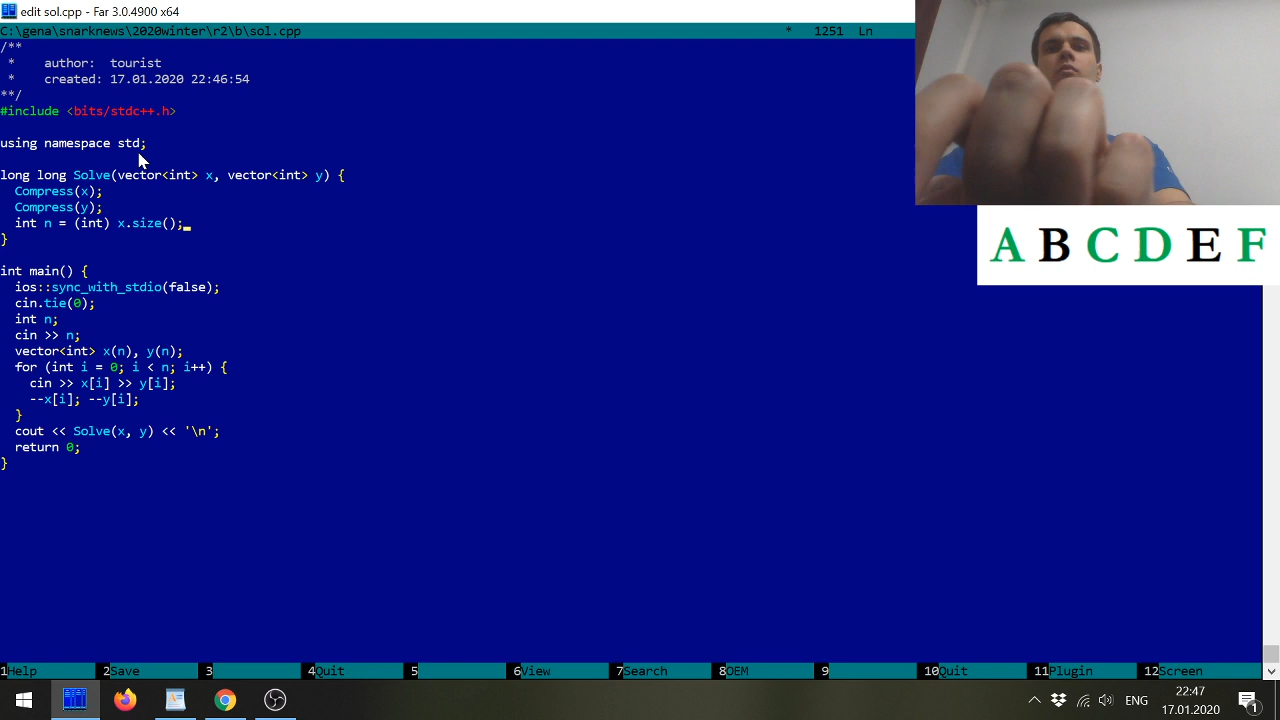 edit sol.cpp - Far 3.0.4900 x64
C:\gena\snarknews\2020winter\r2\b\sol.cpp * 1251 Ln
/**
 *    author:  tourist
 *    created: 17.01.2020 22:46:54
**/
#include <bits/stdc++.h>
using namespace std;
long long Solve(vector<int> x, vector<int> y) {
  Compress(x);
  Compress(y);
  int n = (int) x.size();
}
int main() {
  ios::sync_with_stdio(false);
  cin.tie(0);
  int n;
  cin >> n;
  vector<int> x(n), y(n);
  for (int i = 0; i < n; i++) {
    cin >> x[i] >> y[i];
    --x[i]; --y[i];
  }
  cout << Solve(x, y) << '\n';
  return 0;
}
A B C D E F
1Help 2Save 3 4Quit 5 6View 7Search 8OEM 9 10Quit 11Plugin 12Screen
ENG
22:47
17.01.2020
1